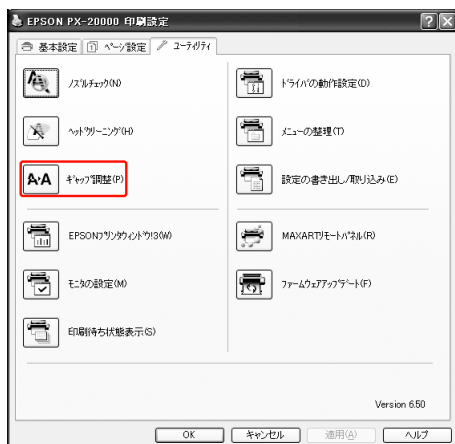 EPSON PX-20000 印刷設定
基本設定 ページ設定 ユーティリティ
ノズルチェック(N)
ヘッドクリーニング(H)
ギャップ調整(P)
EPSONプリンタウィンドウ!3(W)
モニタの設定(M)
印刷待ち状態表示(S)
ドライバの動作設定(D)
メニューの整理(T)
設定の書き出し/取り込み(E)
MAXARTリモートパネル(R)
ファームウェアアップデート(F)
Version 6.50
OK キャンセル 適用(A) ヘルプ